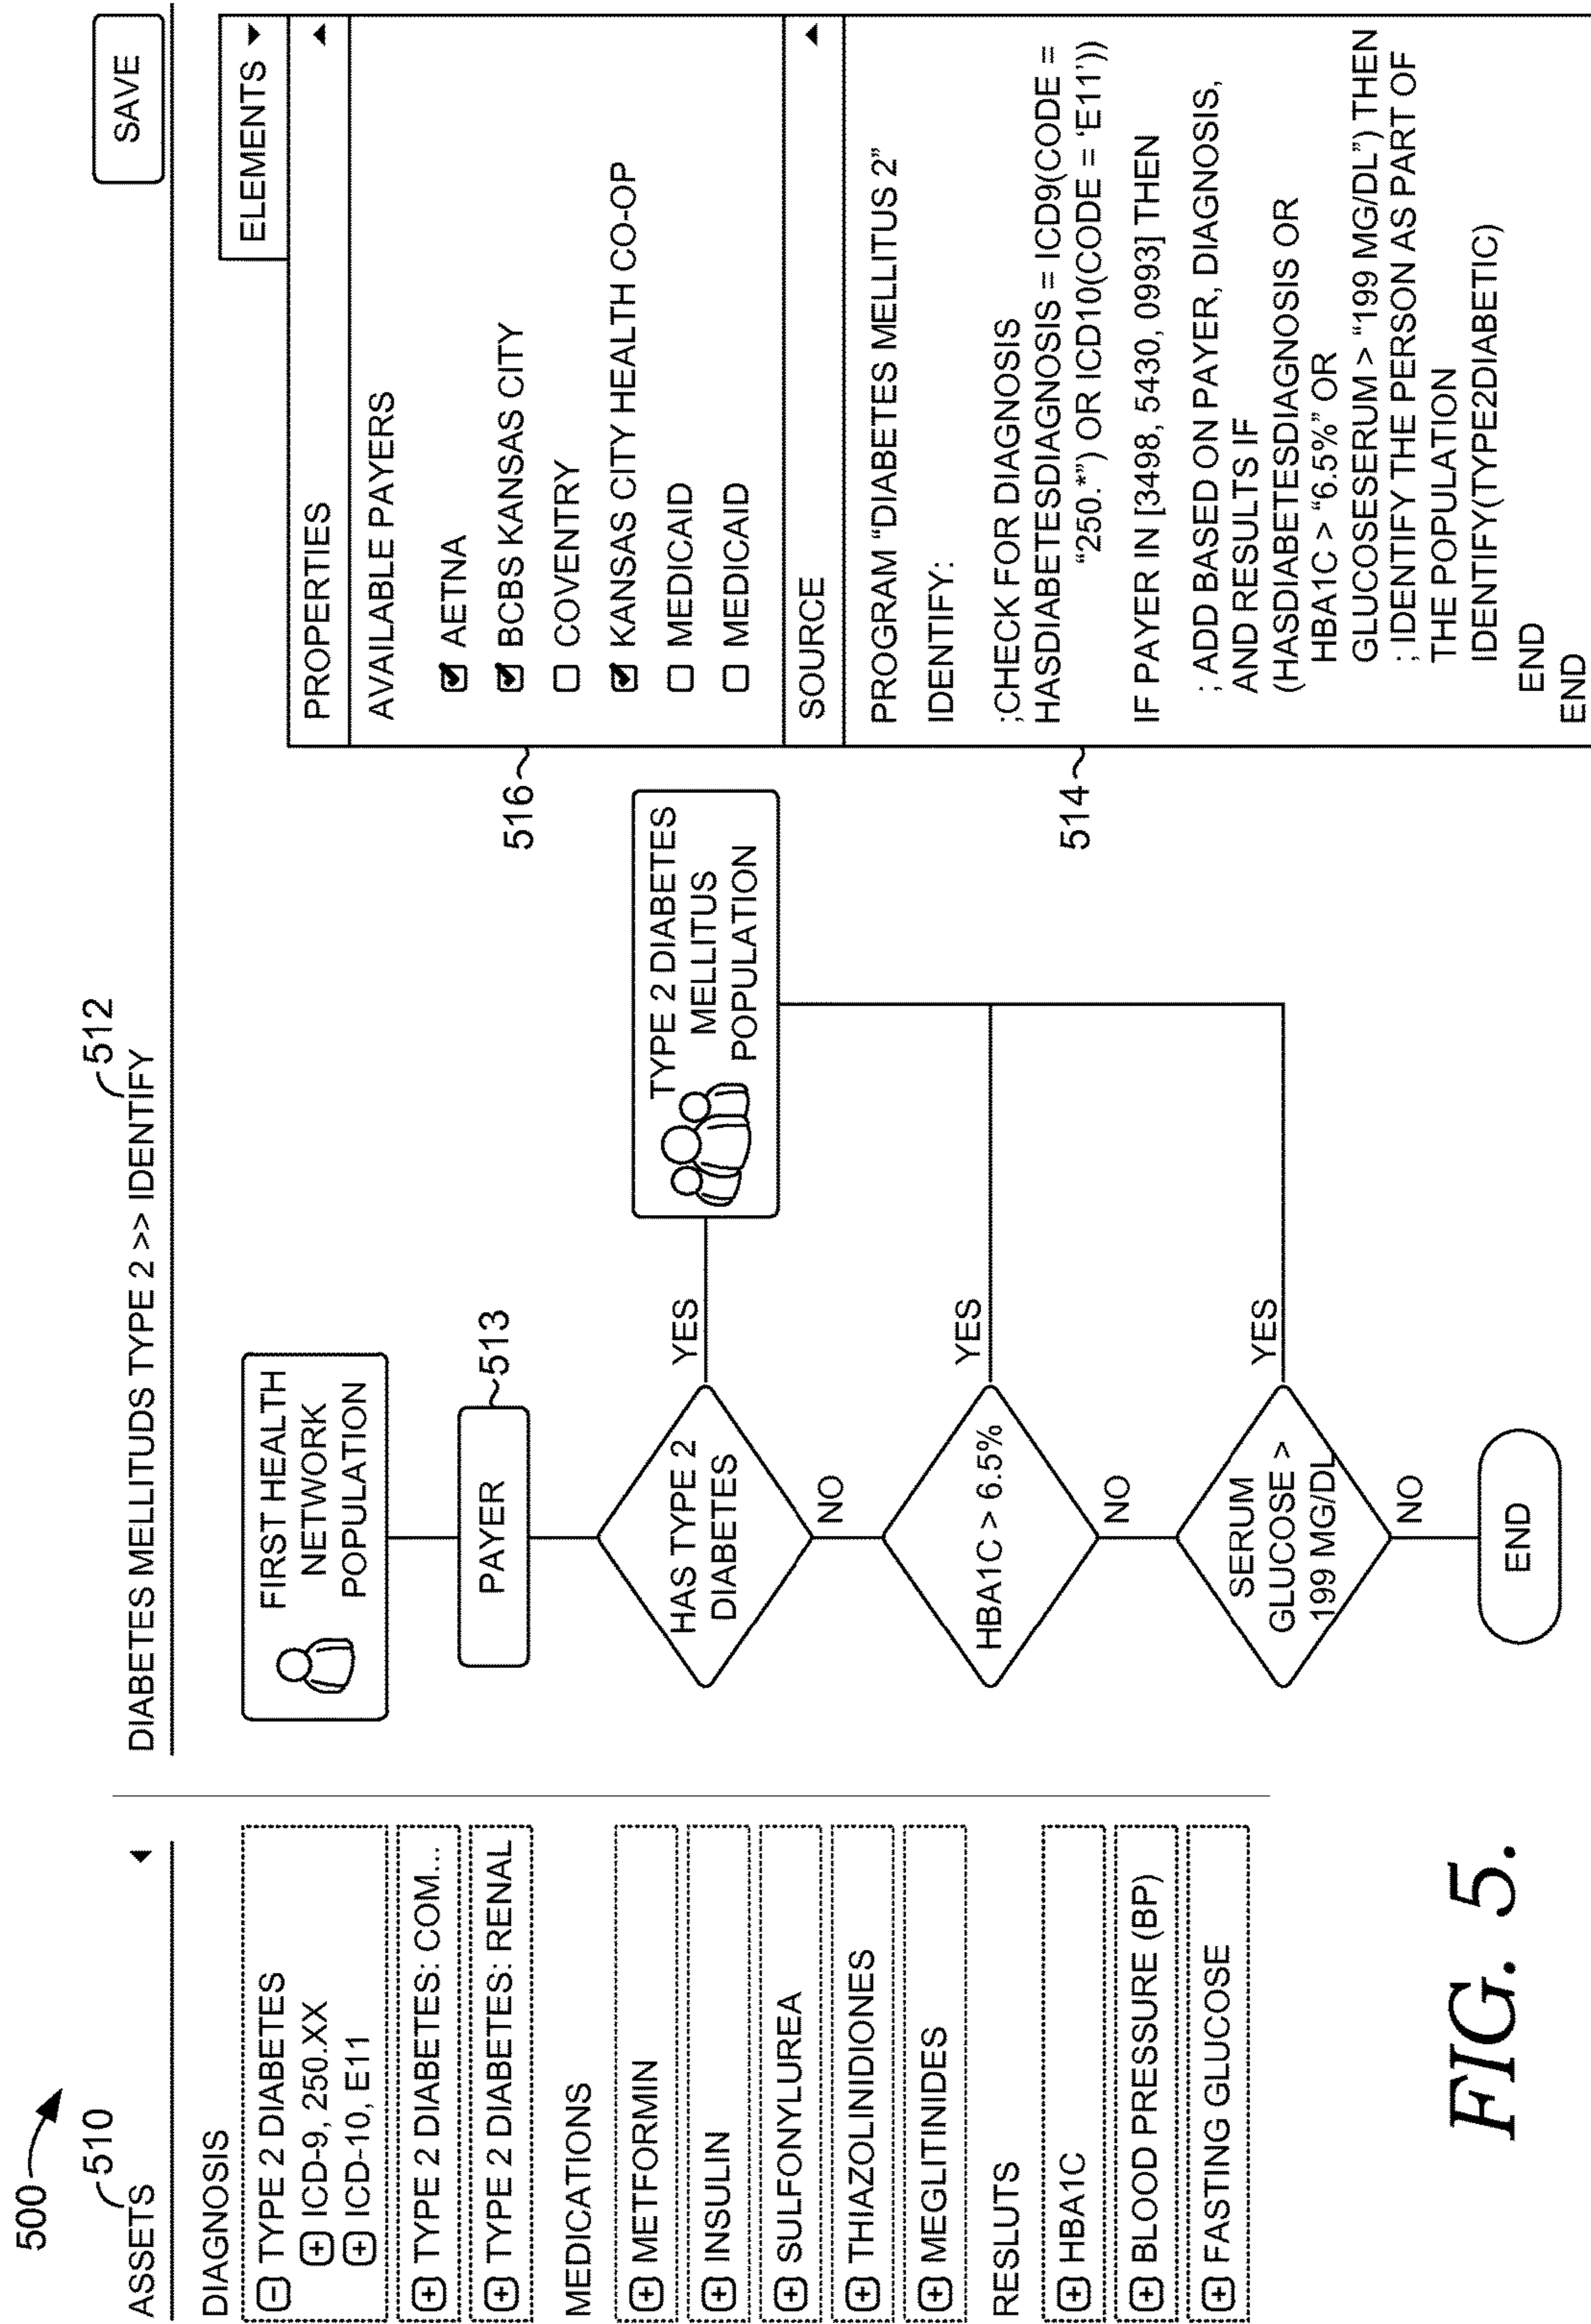 500
510
ASSETS
DIAGNOSIS
TYPE 2 DIABETES
ICD-9, 250.XX
ICD-10, E11
TYPE 2 DIABETES: COM...
TYPE 2 DIABETES: RENAL
MEDICATIONS
METFORMIN
INSULIN
SULFONYLUREA
THIAZOLINIDIONES
MEGLITINIDES
RESLUTS
HBA1C
BLOOD PRESSURE (BP)
FASTING GLUCOSE
512
DIABETES MELLITUDS TYPE 2 >> IDENTIFY
SAVE
FIRST HEALTH
NETWORK
POPULATION
PAYER
513
HAS TYPE 2
DIABETES
YES
NO
TYPE 2 DIABETES
MELLITUS
POPULATION
HBA1C > 6.5%
YES
NO
SERUM
GLUCOSE >
199 MG/DL
YES
NO
END
ELEMENTS
PROPERTIES
516
AVAILABLE PAYERS
AETNA
BCBS KANSAS CITY
COVENTRY
KANSAS CITY HEALTH CO-OP
MEDICAID
MEDICAID
SOURCE
514
PROGRAM “DIABETES MELLITUS 2”
IDENTIFY:
;CHECK FOR DIAGNOSIS
HASDIABETESDIAGNOSIS = ICD9(CODE =
“250.*”) OR ICD10(CODE = ‘E11’))
IF PAYER IN [3498, 5430, 0993] THEN
; ADD BASED ON PAYER, DIAGNOSIS,
AND RESULTS IF
(HASDIABETESDIAGNOSIS OR
HBA1C > “6.5%” OR
GLUCOSESERUM > “199 MG/DL”) THEN
; IDENTIFY THE PERSON AS PART OF
THE POPULATION
IDENTIFY(TYPE2DIABETIC)
END
END
FIG. 5.